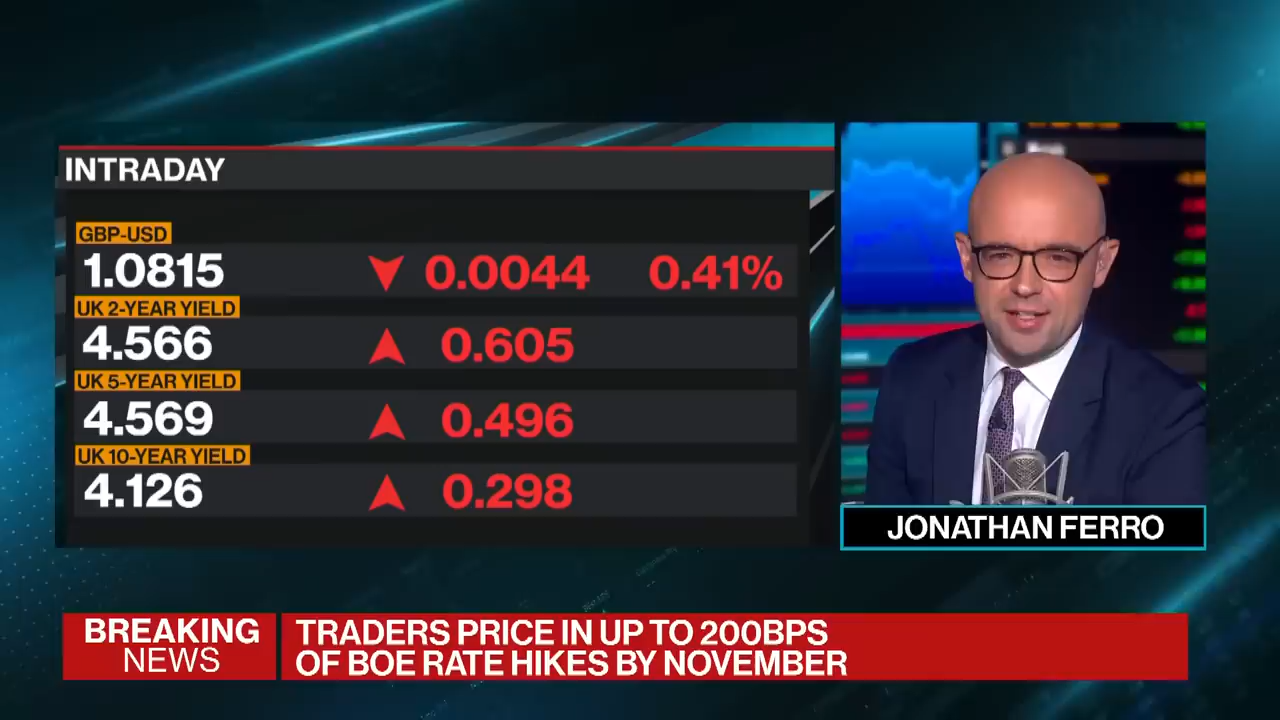 INTRADAY
GBP-USD
1.0815 ▼ 0.0044 0.41%
UK 2-YEAR YIELD
4.566 ▲ 0.605
UK 5-YEAR YIELD
4.569 ▲ 0.496
UK 10-YEAR YIELD
4.126 ▲ 0.298
JONATHAN FERRO
BREAKING
NEWS
TRADERS PRICE IN UP TO 200BPS
OF BOE RATE HIKES BY NOVEMBER